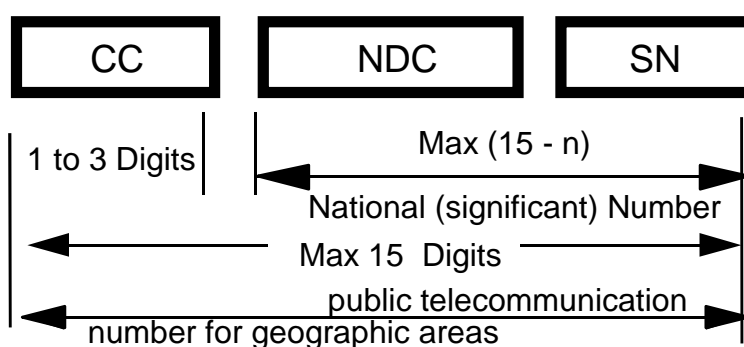 CC NDC SN
1 to 3 Digits
Max (15 - n)
National (significant) Number
Max 15 Digits
public telecommunication
number for geographic areas